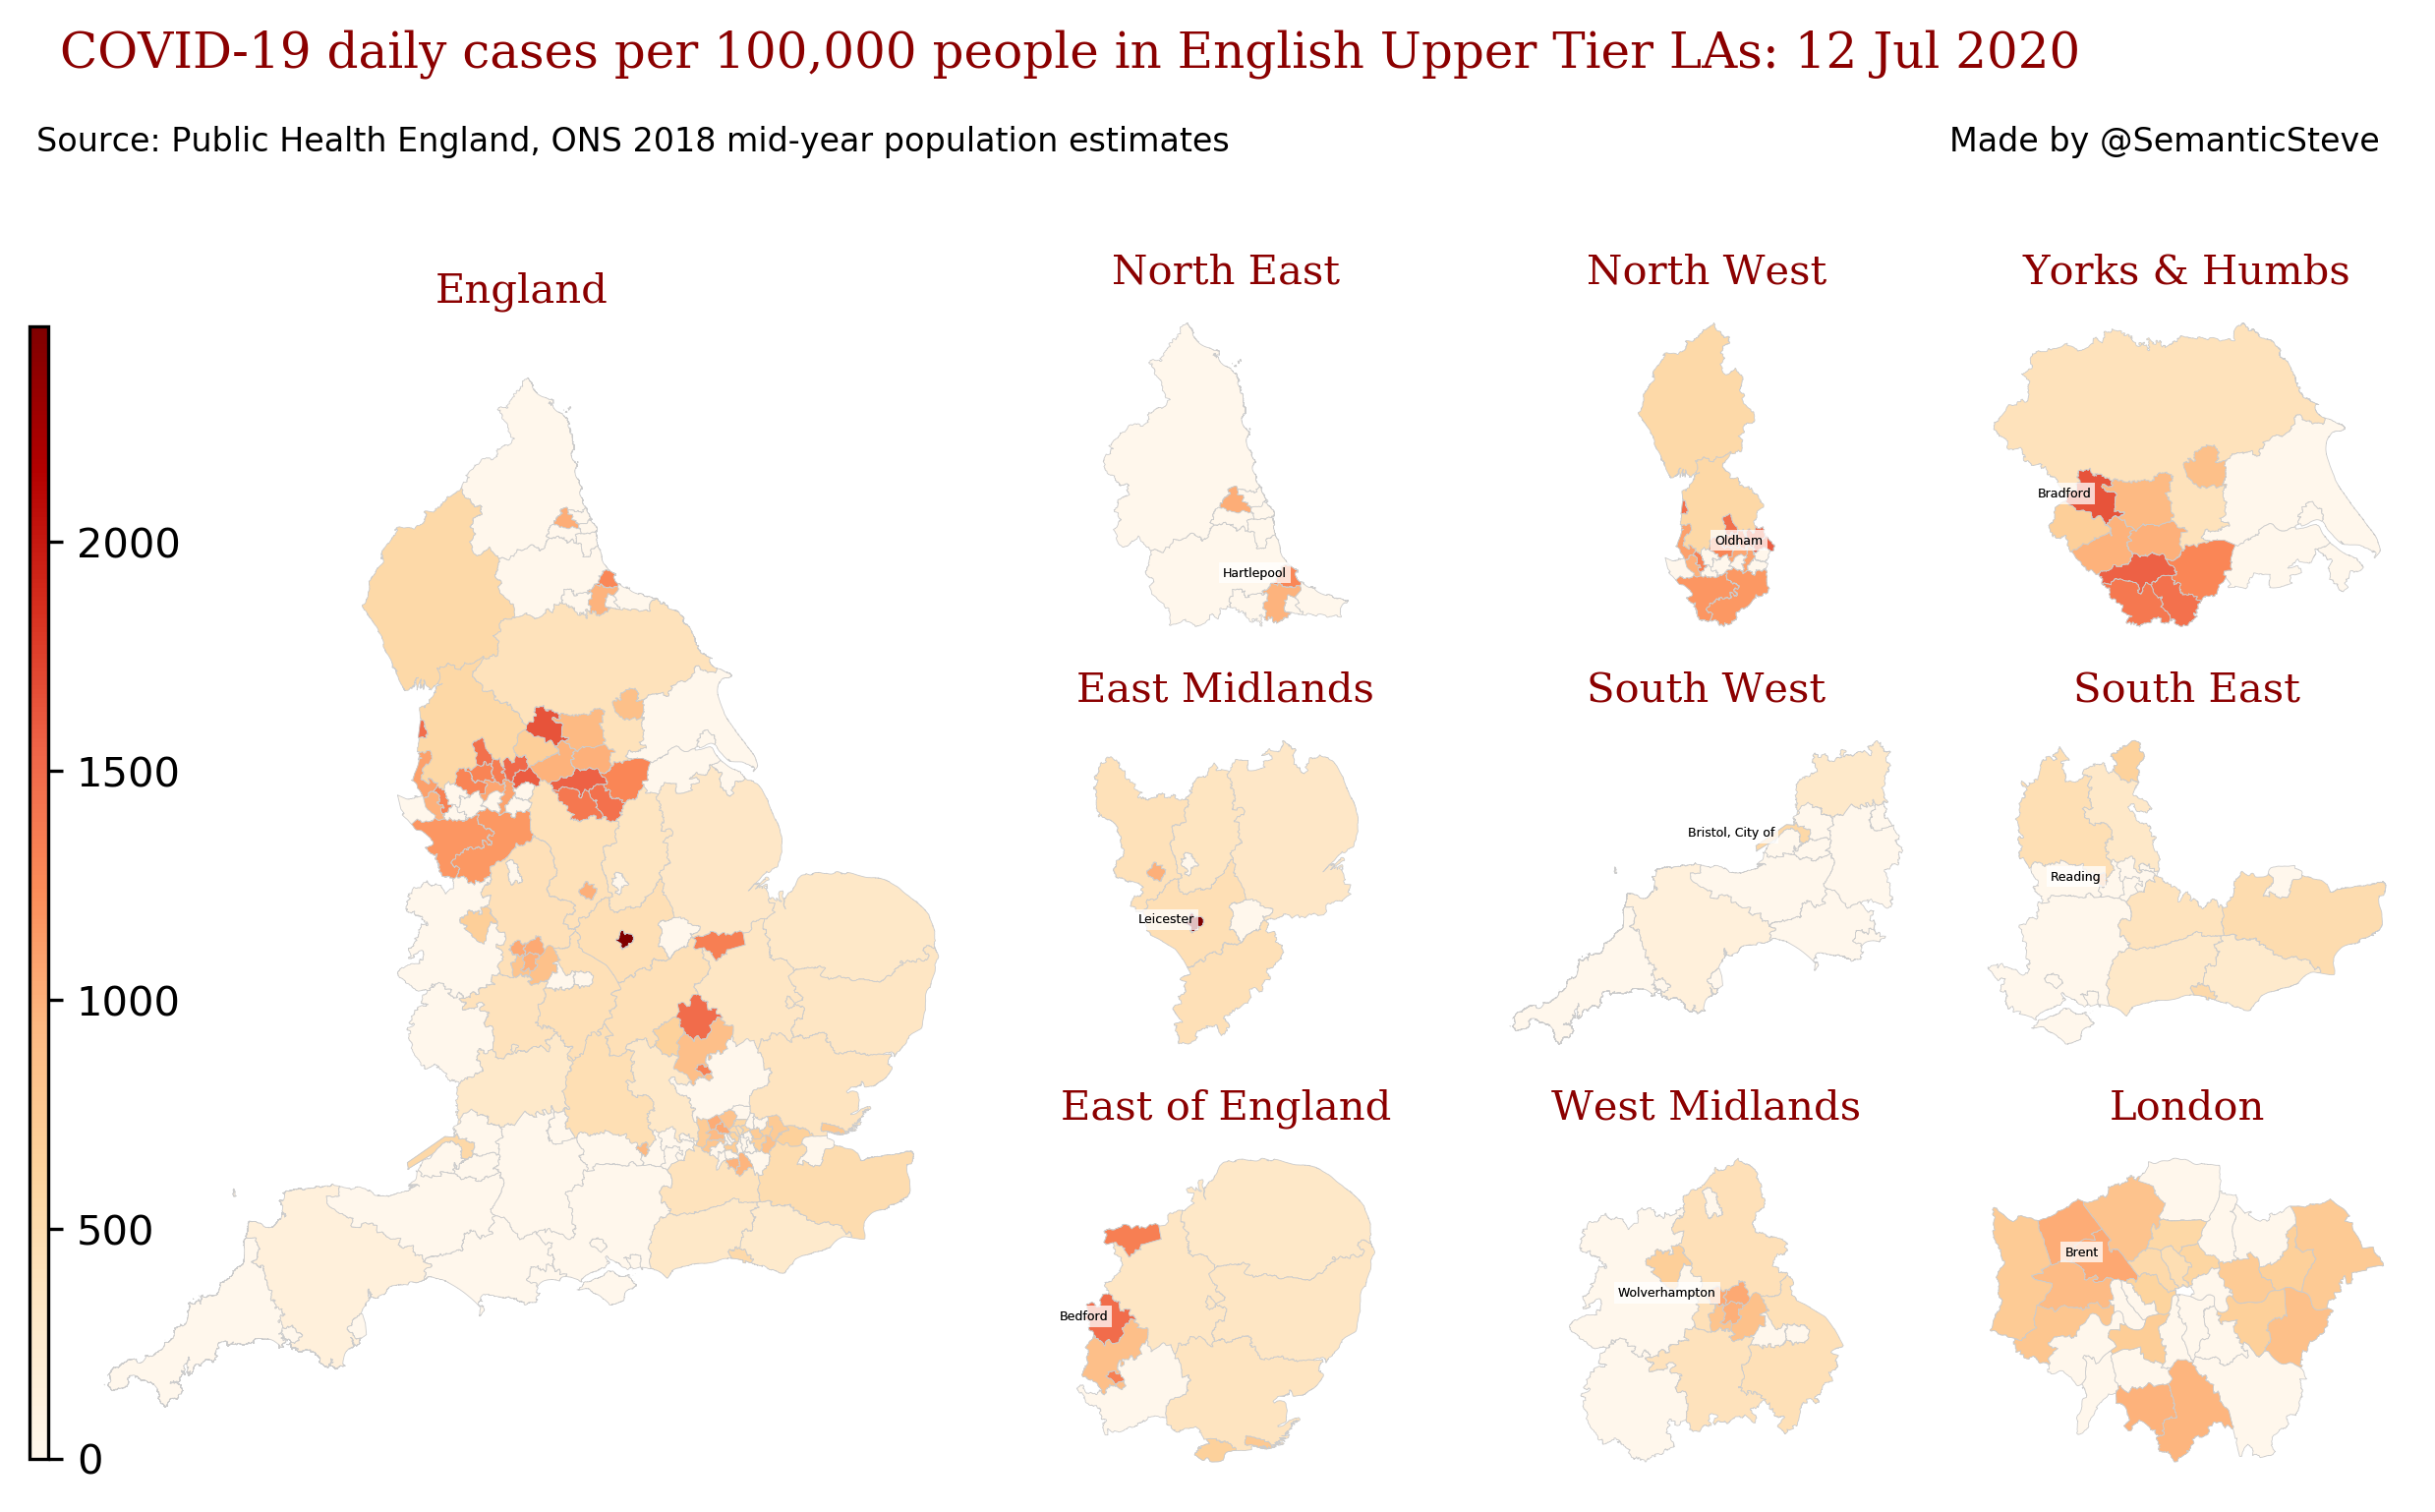 COVID-19 daily cases per 100,000 people in English Upper Tier LAs: 12 Jul 2020
Source: Public Health England, ONS 2018 mid-year population estimates
Made by @SemanticSteve
England
2000
1500
1000
500
0
North East
Hartlepool
North West
Oldham
Yorks & Humbs
Bradford
East Midlands
Leicester
South West
Bristol, City of
South East
Reading
East of England
Bedford
West Midlands
Wolverhampton
London
Brent